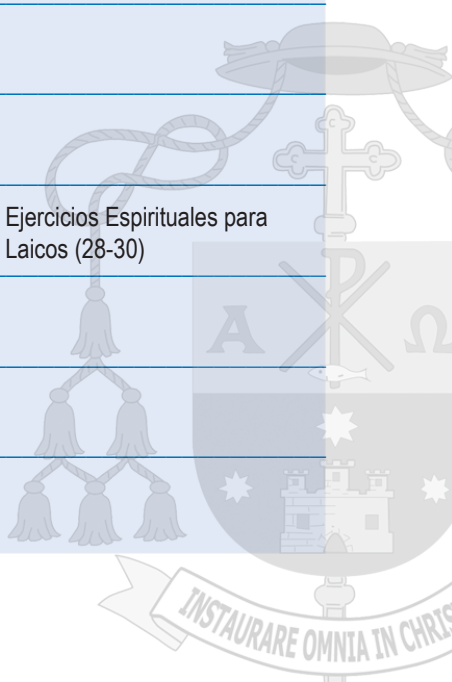 Ejercicios Espirituales para
Laicos (28-30)
Α Ω
INSTAURARE OMNIA IN CHRIS